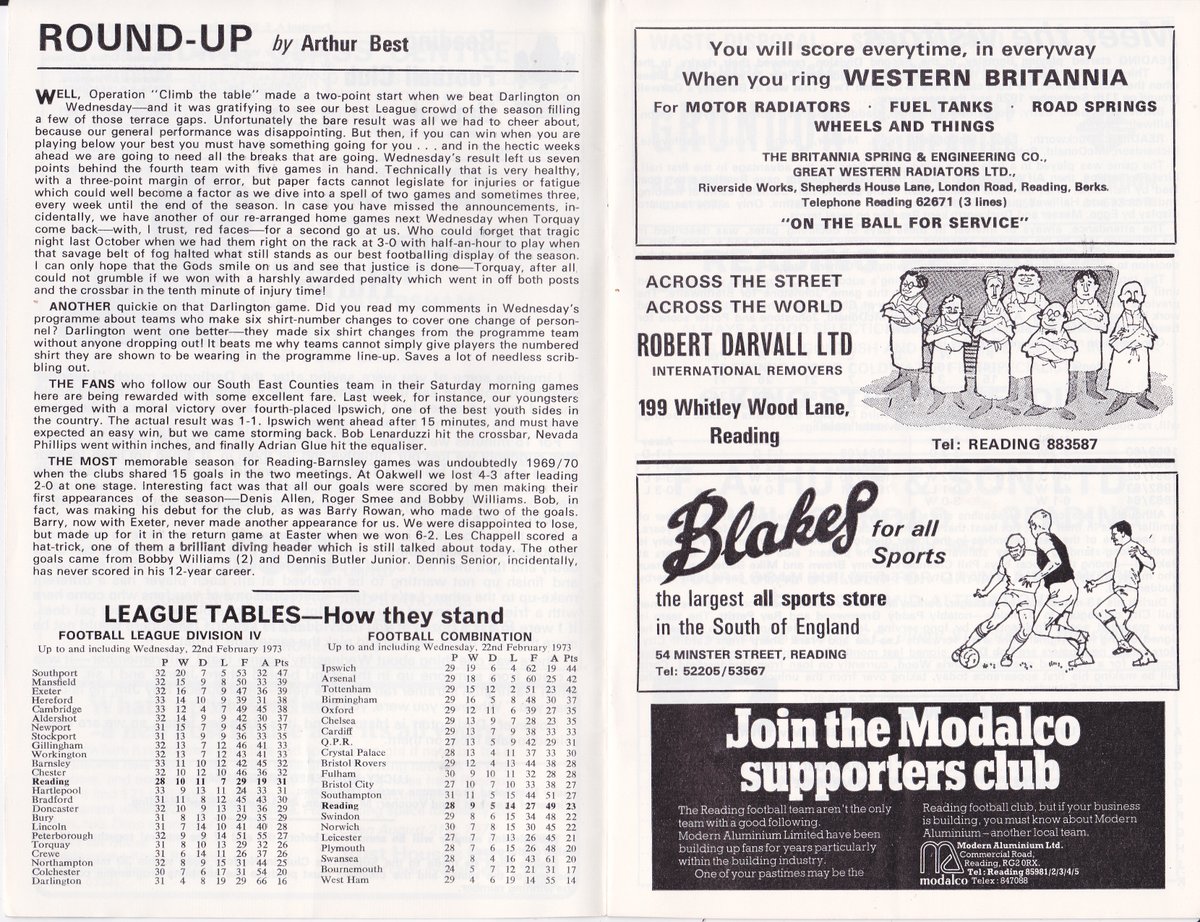 ROUND-UP by Arthur Best
WELL, Operation "Climb the table" made a two-point start when we beat Darlington on
Wednesday—and it was gratifying to see our best League crowd of the season filling
a few of those terrace gaps. Unfortunately the bare result was all we had to cheer about,
because our general performance was disappointing. But then, if you can win when you are
playing below your best you must have something going for you . . . and in the hectic weeks
ahead we are going to need all the breaks that are going. Wednesday's result left us seven
points behind the fourth team with five games in hand. Technically that is very healthy,
with a three-point margin of error, but paper facts cannot legislate for injuries or fatigue
which could well become a factor as we dive into a spell of two games and sometimes three,
every week until the end of the season. In case you have missed the announcements, in-
cidentally, we have another of our re-arranged home games next Wednesday when Torquay
come back—with, I trust, red faces—for a second go at us. Who could forget that tragic
night last October when we had them right on the rack at 3-0 with half-an-hour to play when
that savage belt of fog halted what still stands as our best footballing display of the season.
I can only hope that the Gods smile on us and see that justice is done—Torquay, after all
could not grumble if we won with a harshly awarded penalty which went in off both posts
and the crossbar in the tenth minute of injury time!
ANOTHER quickie on that Darlington game. Did you read my comments in Wednesday's
programme about teams who make six shirt-number changes to cover one change of person-
nel? Darlington went one better—they made six shirt changes from the programme team
without anyone dropping out! It beats me why teams cannot simply give players the numbered
shirt they are shown to be wearing in the programme line-up. Saves a lot of needless scrib-
bling out.
THE FANS who follow our South East Counties team in their Saturday morning games
here are being rewarded with some excellent fare. Last week, for instance, our youngsters
emerged with a moral victory over fourth-placed Ipswich, one of the best youth sides in
the country. The actual result was 1-1. Ipswich went ahead after 15 minutes, and must have
expected an easy win, but we came storming back. Bob Lenarduzzi hit the crossbar, Nevada
Phillips went within inches, and finally Adrian Glue hit the equaliser.
THE MOST memorable season for Reading-Barnsley games was undoubtedly 1969/70
when the clubs shared 15 goals in the two meetings. At Oakwell we lost 4-3 after leading
2-0 at one stage. Interesting fact was that all our goals were scored by men making their
first appearances of the season—Denis Allen, Roger Smee and Bobby Williams. Bob, in
fact, was making his debut for the club, as was Barry Rowan, who made two of the goals.
Barry, now with Exeter, never made another appearance for us. We were disappointed to lose,
but made up for it in the return game at Easter when we won 6-2. Les Chappell scored a
hat-trick, one of them a brilliant diving header which is still talked about today. The other
goals came from Bobby Williams (2) and Dennis Butler Junior. Dennis Senior, incidentally,
has never scored in his 12-year career.
LEAGUE TABLES—How they stand
FOOTBALL LEAGUE DIVISION IV
Up to and including Wednesday, 22nd February 1973
P W D L F A Pts
Southport 32 20 7 5 53 32 47
Mansfield 32 15 9 8 50 33 39
Exeter 32 16 7 9 47 36 39
Hereford 33 14 10 9 39 31 38
Cambridge 33 12 4 7 49 45 38
Aldershot 32 14 9 9 42 30 37
Newport 31 15 7 9 45 35 37
Stockport 31 13 9 9 36 33 35
Gillingham 32 13 7 12 46 41 33
Workington 32 13 7 12 43 41 33
Barnsley 33 11 10 12 42 45 32
Chester 32 10 12 10 46 36 32
Reading 28 10 11 7 29 19 31
Hartlepool 33 9 13 11 24 33 31
Bradford 31 11 8 12 45 43 30
Doncaster 32 10 9 13 31 36 29
Bury 31 8 13 10 29 35 29
Lincoln 31 7 14 10 41 40 28
Peterborough 32 9 9 14 51 55 27
Torquay 31 8 10 13 29 32 26
Crewe 31 6 14 11 26 37 26
Northampton 32 8 9 15 31 44 25
Colchester 30 7 6 17 31 54 20
Darlington 31 4 8 19 29 66 16
FOOTBALL COMBINATION
Up to and including Wednesday, 22nd February 1973
P W D L F A Pts
Ipswich 29 19 6 4 62 19 44
Arsenal 29 18 6 5 60 25 42
Tottenham 29 15 12 2 51 23 42
Birmingham 29 16 5 8 48 30 37
Oxford 29 12 11 6 39 27 35
Chelsea 29 13 9 7 28 23 35
Cardiff 29 13 7 9 38 33 33
Q.P.R. 27 13 5 9 42 29 31
Crystal Palace 28 13 4 11 37 33 30
Bristol Rovers 29 12 4 13 44 38 28
Fulham 30 9 10 11 32 28 28
Bristol City 27 10 7 10 33 38 27
Southampton 31 11 5 15 44 51 27
Reading 28 9 5 14 27 49 23
Swindon 29 8 6 15 34 48 22
Norwich 30 7 8 15 30 45 22
Leicester 27 7 7 13 26 45 21
Plymouth 28 7 6 15 26 48 20
Swansea 28 8 4 16 43 61 20
Bournemouth 24 5 7 12 21 31 17
West Ham 29 4 6 19 14 55 14
You will score everytime, in everyway
When you ring WESTERN BRITANNIA
For MOTOR RADIATORS · FUEL TANKS · ROAD SPRINGS
WHEELS AND THINGS
THE BRITANNIA SPRING & ENGINEERING CO.,
GREAT WESTERN RADIATORS LTD.,
Riverside Works, Shepherds House Lane, London Road, Reading, Berks.
Telephone Reading 62671 (3 lines)
"ON THE BALL FOR SERVICE"
ACROSS THE STREET
ACROSS THE WORLD
ROBERT DARVALL LTD
INTERNATIONAL REMOVERS
199 Whitley Wood Lane,
Reading
Tel: READING 883587
Blakes for all
Sports
the largest all sports store
in the South of England
54 MINSTER STREET, READING
Tel: 52205/53567
Join the Modalco
supporters club
The Reading football team aren't the only
team with a good following.
Modern Aluminium Limited have been
building up fans for years particularly
within the building industry.
One of your pastimes may be the
Reading football club, but if your business
is building, you must know about Modern
Aluminium – another local team.
Modern Aluminium Ltd.
Commercial Road,
Reading, RG2 0RX.
Tel: Reading 85981/2/3/4/5
modalco Telex: 847088